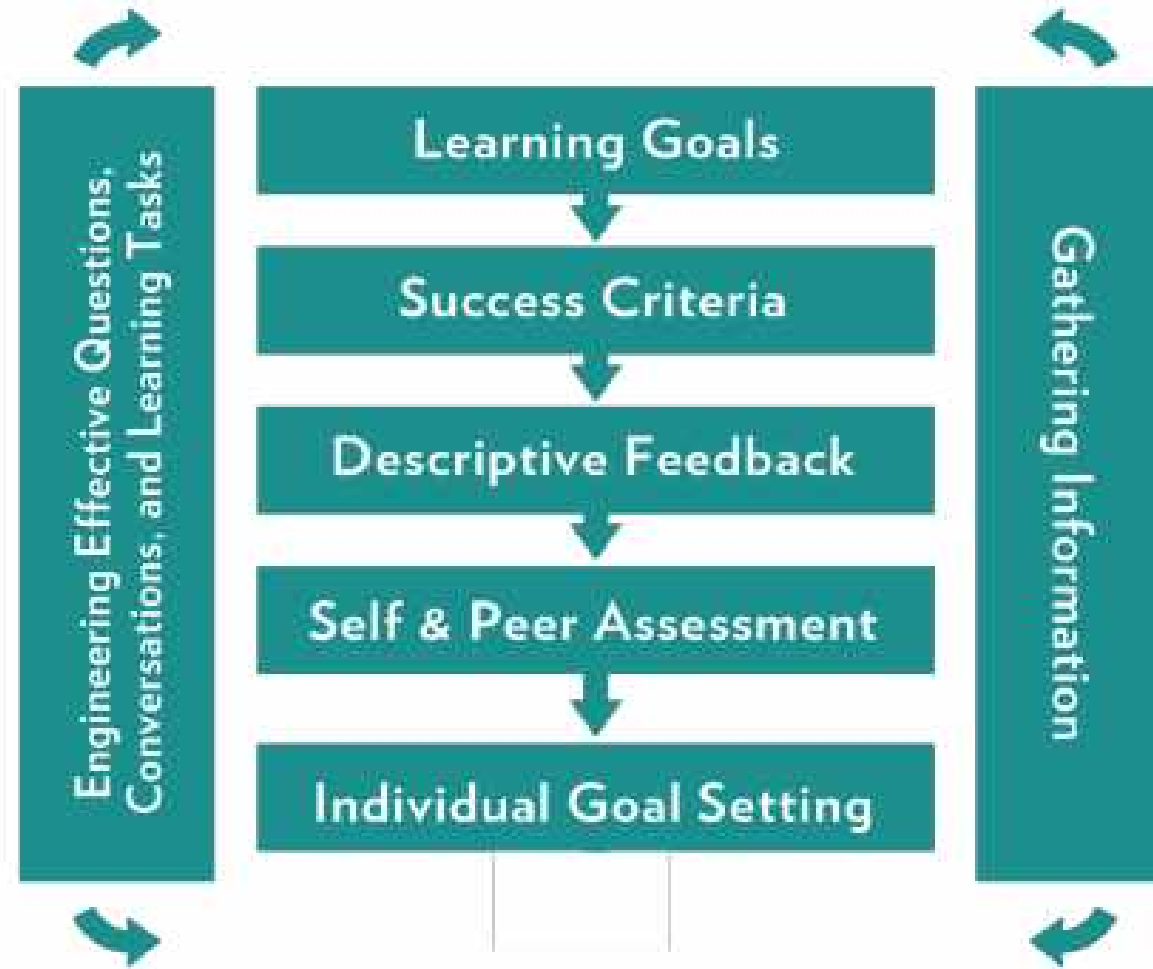 Engineering Effective Questions,
Conversations, and Learning Tasks
Learning Goals
Success Criteria
Descriptive Feedback
Self & Peer Assessment
Individual Goal Setting
Gathering Information